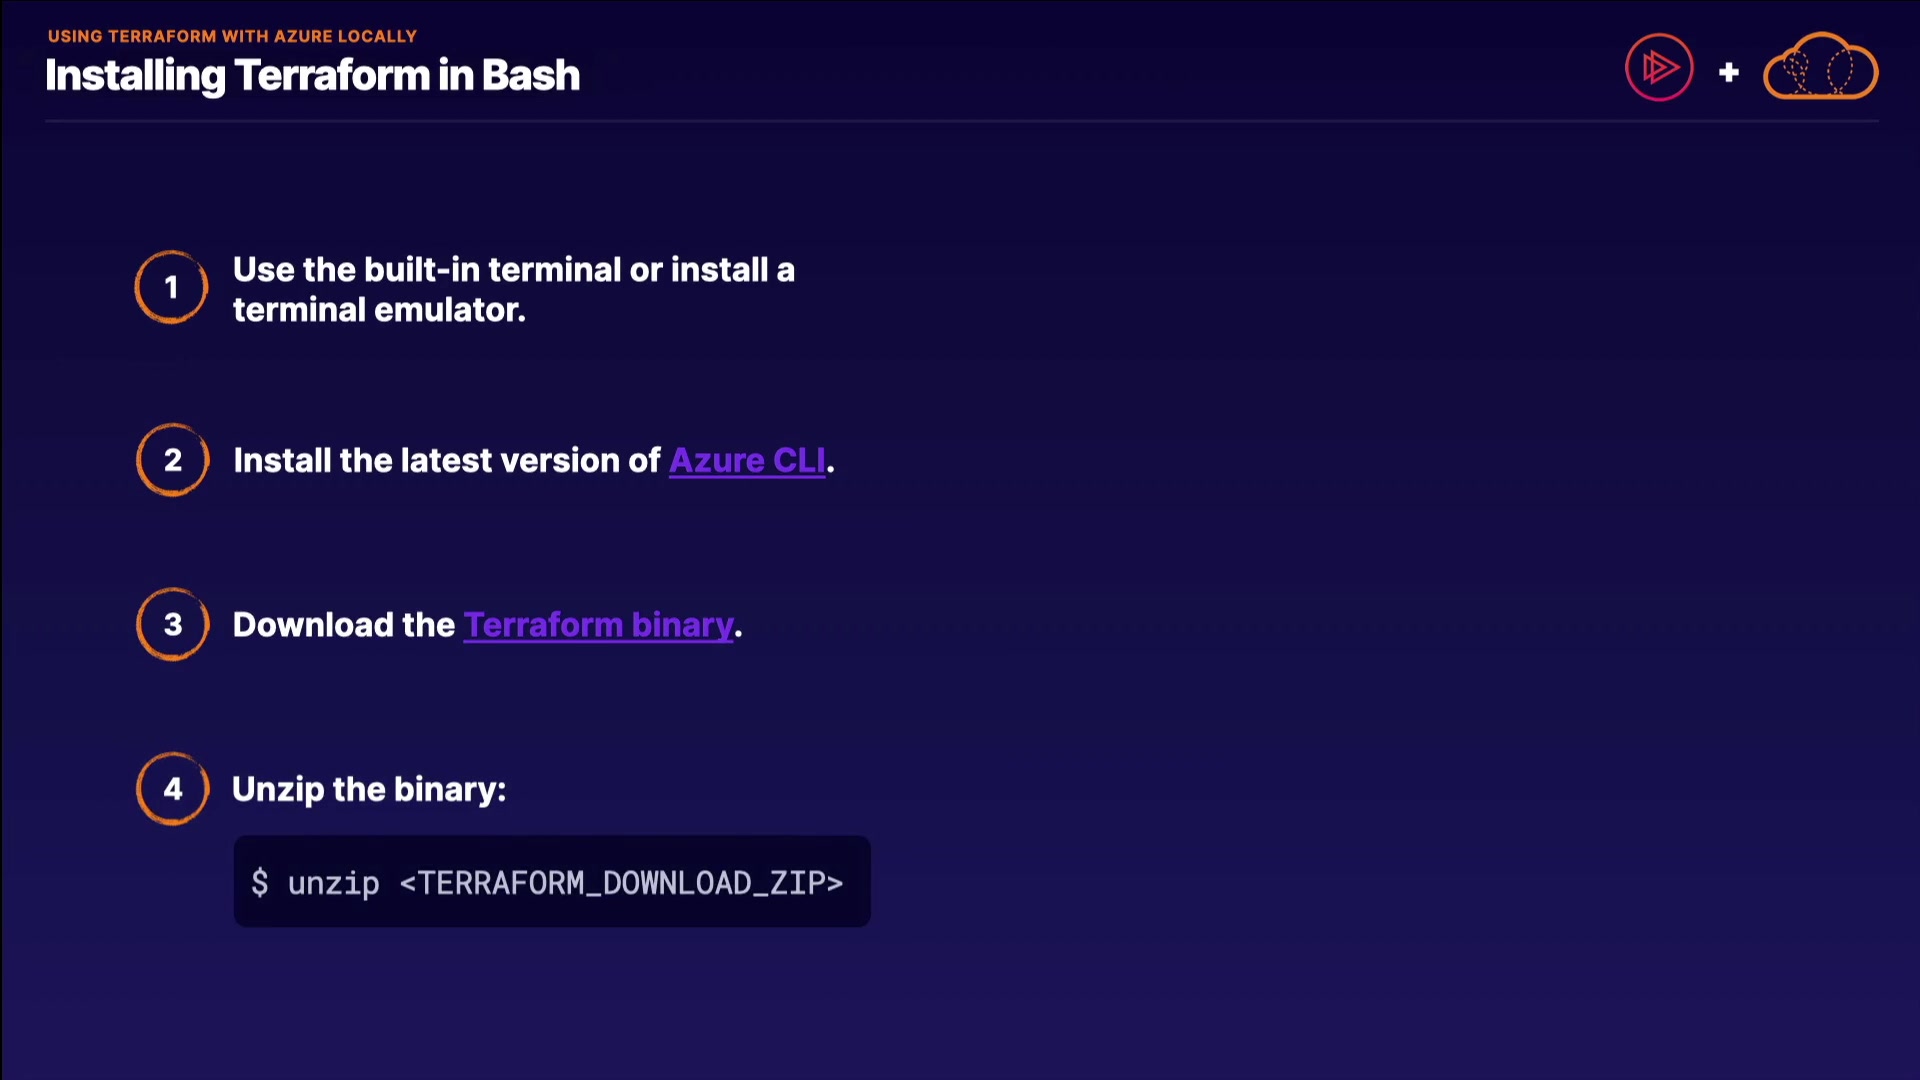 USING TERRAFORM WITH AZURE LOCALLY
Installing Terraform in Bash
+
1
Use the built-in terminal or install a
terminal emulator.
2
Install the latest version of Azure CLI.
3
Download the Terraform binary.
4
Unzip the binary:
$ unzip <TERRAFORM_DOWNLOAD_ZIP>